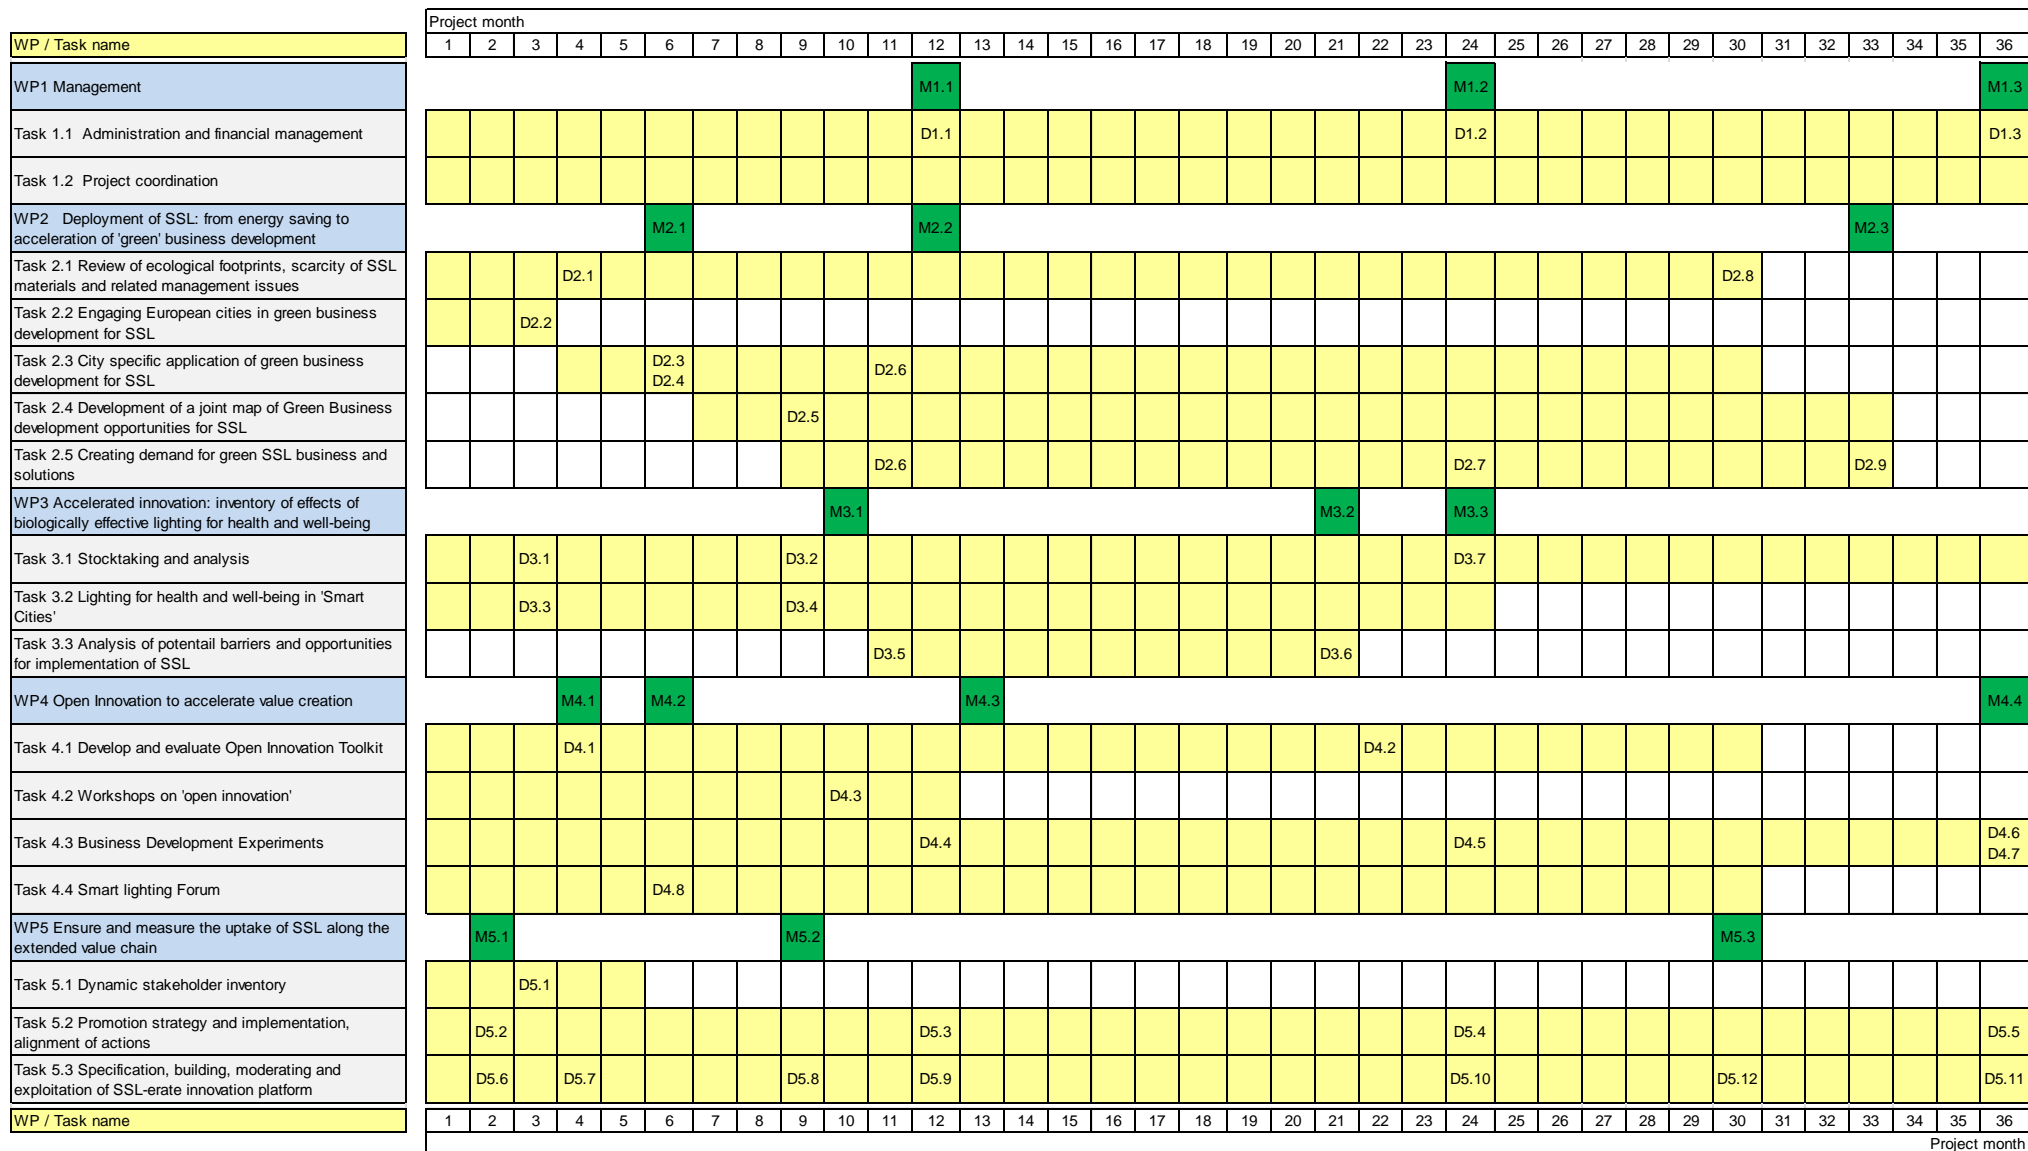 Project month
WP / Task name 1 2 3 4 5 6 7 8 9 10 11 12 13 14 15 16 17 18 19 20 21 22 23 24 25 26 27 28 29 30 31 32 33 34 35 36
WP1 Management M1.1 M1.2 M1.3
Task 1.1 Administration and financial management D1.1 D1.2 D1.3
Task 1.2 Project coordination
WP2 Deployment of SSL: from energy saving to
acceleration of 'green' business development
M2.1 M2.2 M2.3
Task 2.1 Review of ecological footprints, scarcity of SSL
materials and related management issues
D2.1 D2.8
Task 2.2 Engaging European cities in green business
development for SSL
D2.2
Task 2.3 City specific application of green business
development for SSL
D2.3
D2.4
D2.6
Task 2.4 Development of a joint map of Green Business
development opportunities for SSL
D2.5
Task 2.5 Creating demand for green SSL business and
solutions
D2.6 D2.7 D2.9
WP3 Accelerated innovation: inventory of effects of
biologically effective lighting for health and well-being
M3.1 M3.2 M3.3
Task 3.1 Stocktaking and analysis D3.1 D3.2 D3.7
Task 3.2 Lighting for health and well-being in 'Smart
Cities'
D3.3 D3.4
Task 3.3 Analysis of potentail barriers and opportunities
for implementation of SSL
D3.5 D3.6
WP4 Open Innovation to accelerate value creation M4.1 M4.2 M4.3 M4.4
Task 4.1 Develop and evaluate Open Innovation Toolkit D4.1 D4.2
Task 4.2 Workshops on 'open innovation' D4.3
Task 4.3 Business Development Experiments D4.4 D4.5 D4.6
D4.7
Task 4.4 Smart lighting Forum D4.8
WP5 Ensure and measure the uptake of SSL along the
extended value chain
M5.1 M5.2 M5.3
Task 5.1 Dynamic stakeholder inventory D5.1
Task 5.2 Promotion strategy and implementation,
alignment of actions
D5.2 D5.3 D5.4 D5.5
Task 5.3 Specification, building, moderating and
exploitation of SSL-erate innovation platform
D5.6 D5.7 D5.8 D5.9 D5.10 D5.12 D5.11
WP / Task name 1 2 3 4 5 6 7 8 9 10 11 12 13 14 15 16 17 18 19 20 21 22 23 24 25 26 27 28 29 30 31 32 33 34 35 36
Project month